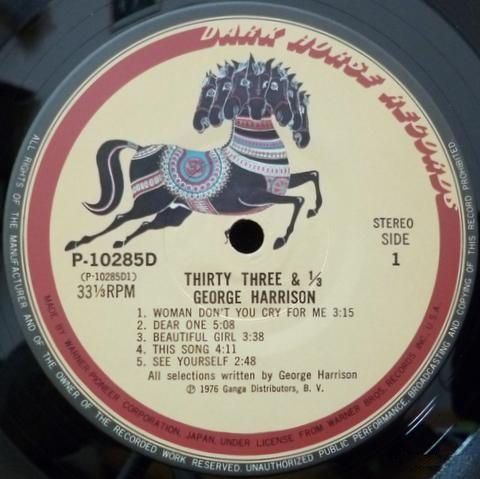 DARK HORSE RECORDS
P-10285D
(P-10285D1)
33⅓RPM
STEREO
SIDE
1
THIRTY THREE & ⅓
GEORGE HARRISON
1. WOMAN DON'T YOU CRY FOR ME 3:15
2. DEAR ONE 5:08
3. BEAUTIFUL GIRL 3:38
4. THIS SONG 4:11
5. SEE YOURSELF 2:48
All selections written by George Harrison
℗ 1976 Ganga Distributors, B. V.
MADE BY WARNER-PIONEER CORPORATION, JAPAN, UNDER LICENSE FROM WARNER BROS. RECORDS INC., U.S.A.
ALL RIGHTS OF THE MANUFACTURER AND OF THE OWNER OF THE RECORDED WORK RESERVED. UNAUTHORIZED PUBLIC PERFORMANCE, BROADCASTING AND COPYING OF THIS RECORD PROHIBITED.